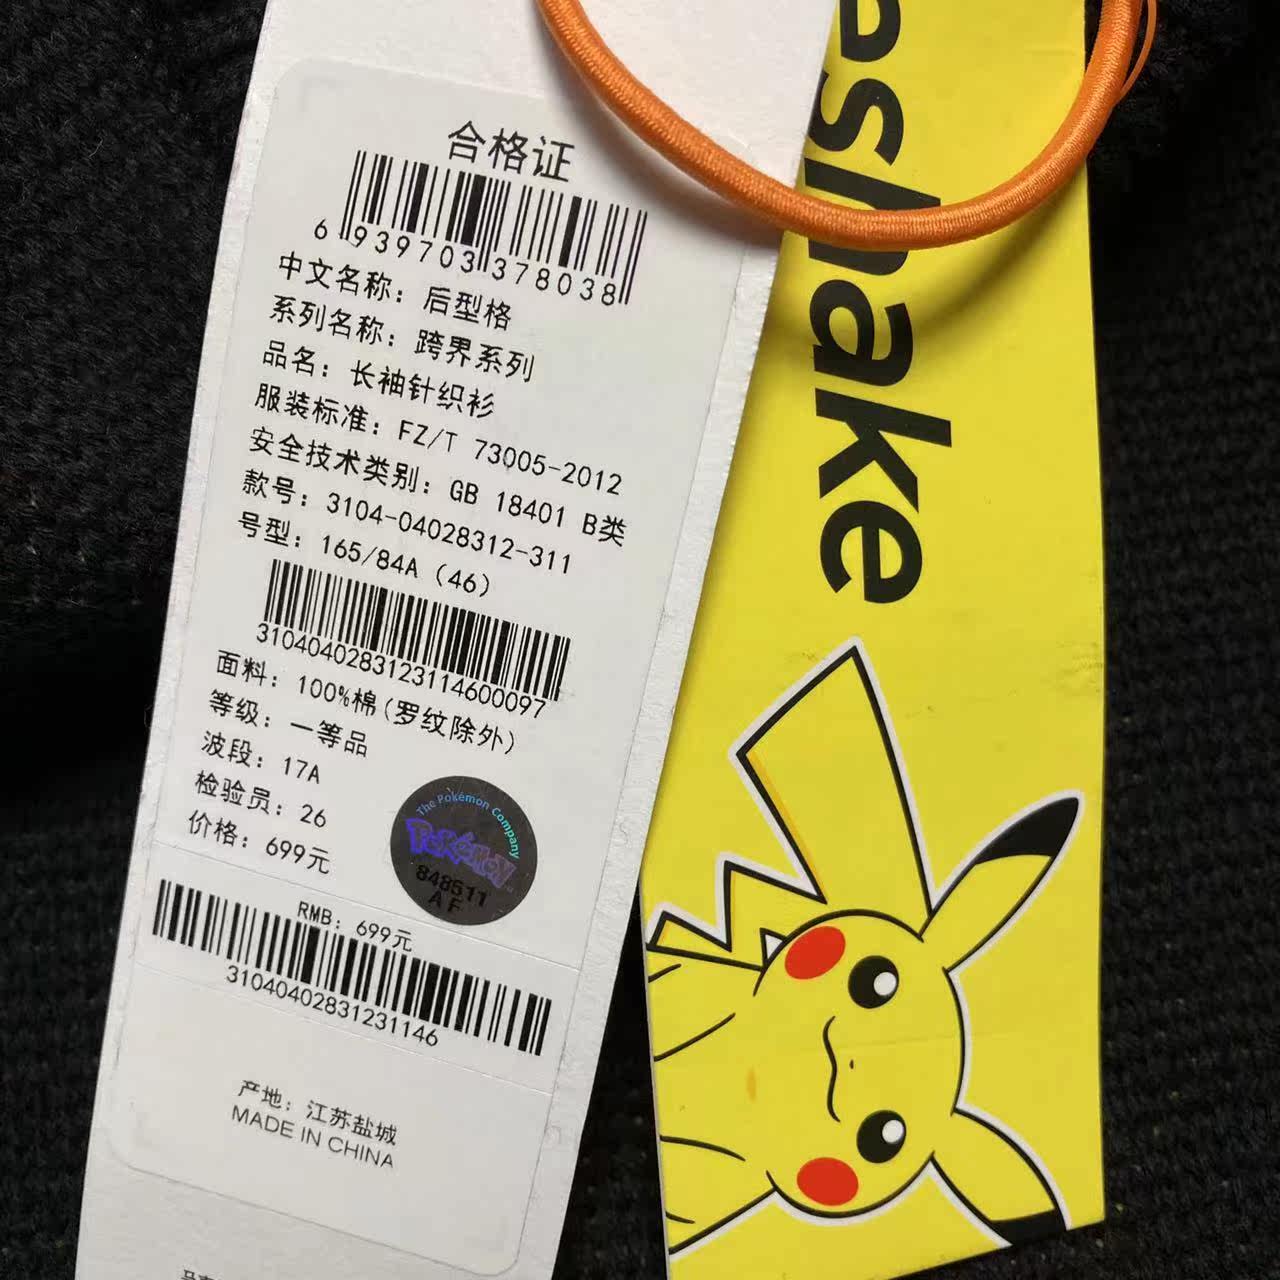 合格证
6 939703 378038
中文名称：后型格
系列名称：跨界系列
品名：长袖针织衫
服装标准：FZ/T 73005-2012
安全技术类别：GB 18401 B类
款号：3104-04028312-311
号型：165/84A（46）
3104040283123114600097
面料：100%棉(罗纹除外)
等级：一等品
波段：17A
检验员：26
价格：699元
The Pokémon Company
Pokémon
848511
AF
RMB：699元
31040402831231146
产地：江苏盐城
MADE IN CHINA
eshake